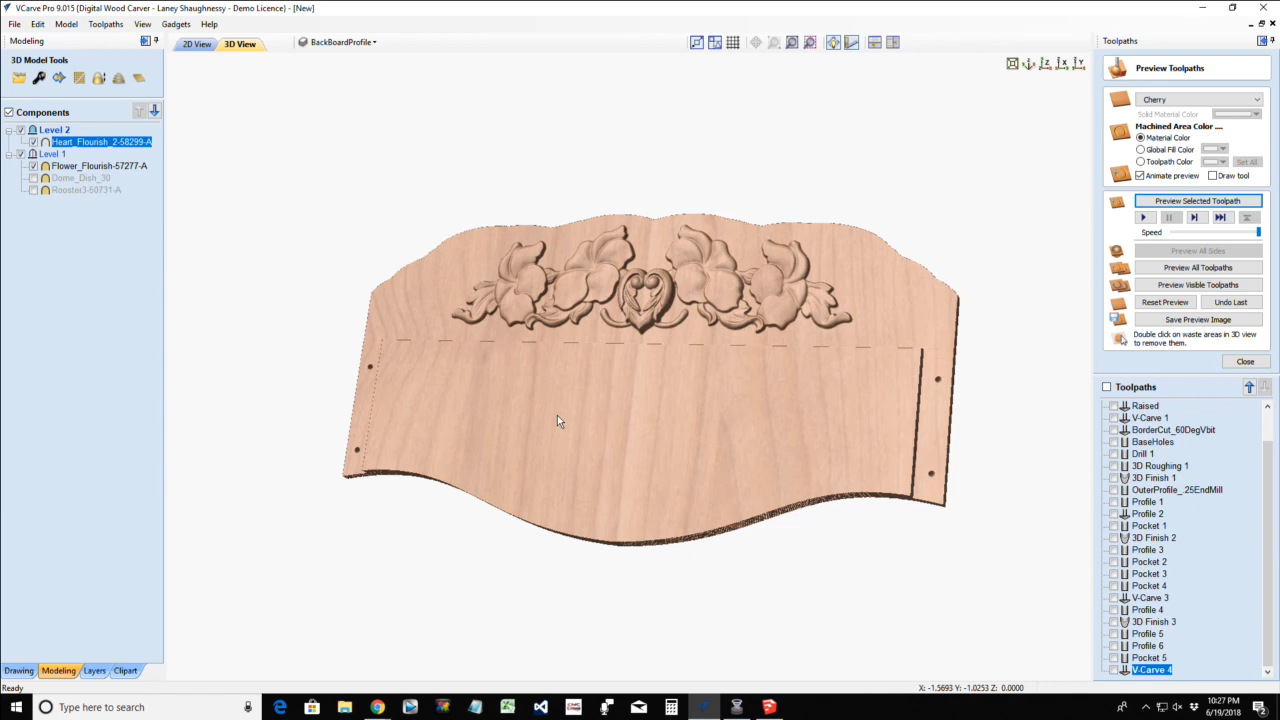 VCarve Pro 9.015 {Digital Wood Carver - Laney Shaughnessy - Demo Licence} - [New]
File Edit Model Toolpaths View Gadgets Help
Modeling
2D View 3D View BackBoardProfile
Toolpaths
3D Model Tools
Components
Level 2
Heart_Flourish_2-58299-A
Level 1
Flower_Flourish-57277-A
Dome_Dish_30
Rooster3-50731-A
Z X Y
Preview Toolpaths
Cherry
Solid Material Color
Machined Area Color ....
Material Color
Global Fill Color
Toolpath Color Set All
Animate preview Draw tool
Preview Selected Toolpath
Speed
Preview All Sides
Preview All Toolpaths
Preview Visible Toolpaths
Reset Preview Undo Last
Save Preview Image
Double click on waste areas in 3D view
to remove them.
Close
Toolpaths
Raised
V-Carve 1
BorderCut_60DegVbit
BaseHoles
Drill 1
3D Roughing 1
3D Finish 1
OuterProfile_.25EndMill
Profile 1
Profile 2
Pocket 1
3D Finish 2
Profile 3
Pocket 2
Pocket 3
Pocket 4
V-Carve 3
Profile 4
3D Finish 3
Profile 5
Profile 6
Pocket 5
V-Carve 4
Drawing Modeling Layers Clipart
Ready
X: -1.5693 Y: -1.0253 Z: 0.0000
Type here to search
10:27 PM
6/19/2018
2